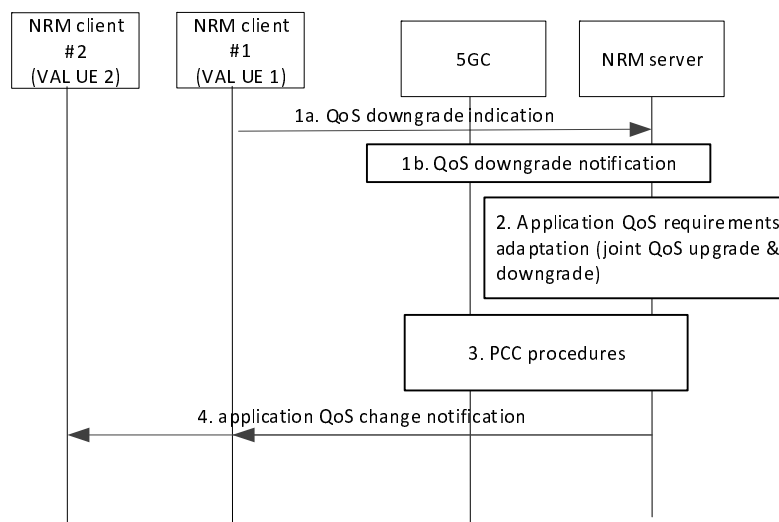 NRM client
#2
(VAL UE 2)
NRM client
#1
(VAL UE 1)
5GC
NRM server
1a. QoS downgrade indication
1b. QoS downgrade notification
2. Application QoS requirements
adaptation (joint QoS upgrade &
downgrade)
3. PCC procedures
4. application QoS change notification